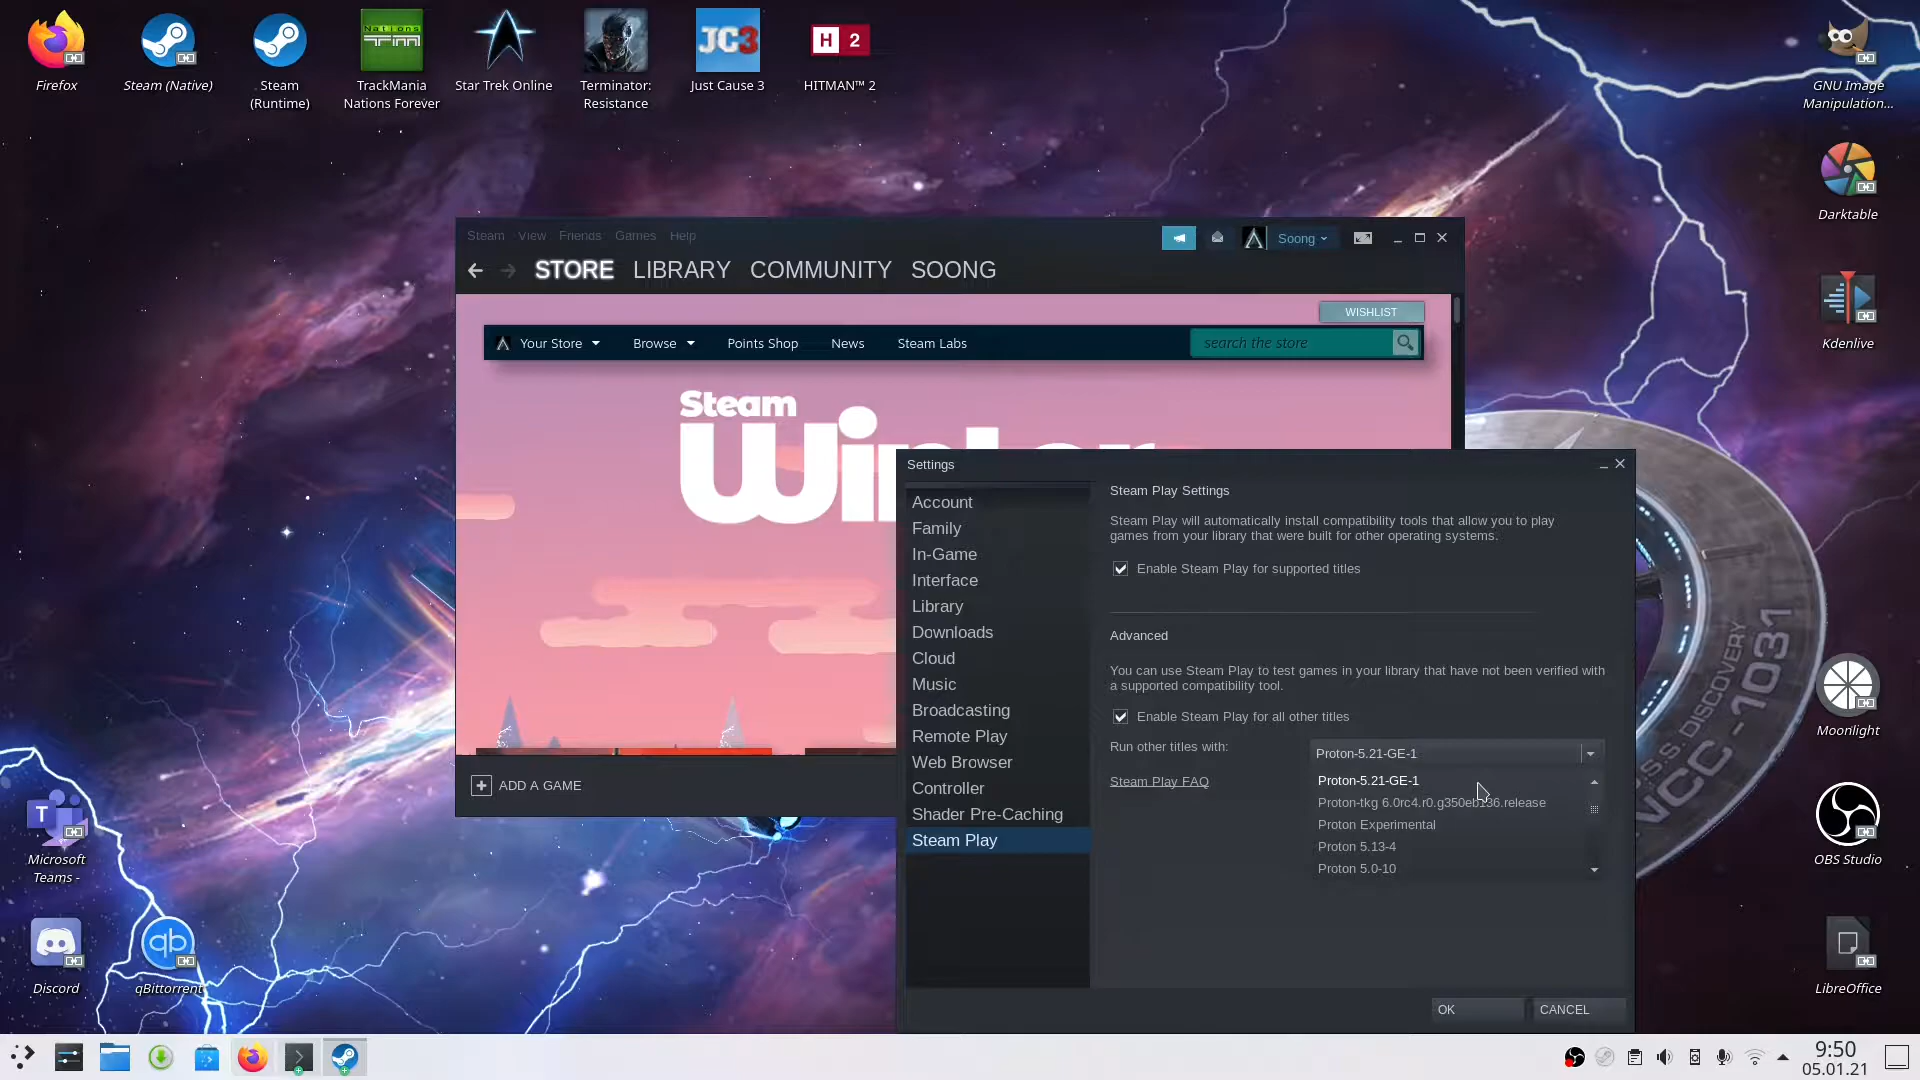 Firefox
Steam (Native)
Steam
(Runtime)
Nations
TrackMania
Nations Forever
Star Trek Online
Terminator:
Resistance
JC3
Just Cause 3
H 2
HITMAN™ 2
GNU Image
Manipulation...
Darktable
Kdenlive
Moonlight
OBS Studio
LibreOffice
Steam View Friends Games Help
Soong
STORE LIBRARY COMMUNITY SOONG
WISHLIST
Your Store Browse Points Shop News Steam Labs
search the store
Steam
Winter
ADD A GAME
Settings
Account
Family
In-Game
Interface
Library
Downloads
Cloud
Music
Broadcasting
Remote Play
Web Browser
Controller
Shader Pre-Caching
Steam Play
Steam Play Settings
Steam Play will automatically install compatibility tools that allow you to play
games from your library that were built for other operating systems.
Enable Steam Play for supported titles
Advanced
You can use Steam Play to test games in your library that have not been verified with
a supported compatibility tool.
Enable Steam Play for all other titles
Run other titles with:
Proton-5.21-GE-1
Steam Play FAQ
Proton-5.21-GE-1
Proton-tkg
Proton Experimental
Proton 5.13-4
Proton 5.0-10
OK CANCEL
U.S.S. DISCOVERY
NCC-1031
T
Microsoft
Teams -
Discord
qb
qBittorrent
9:50
05.01.21